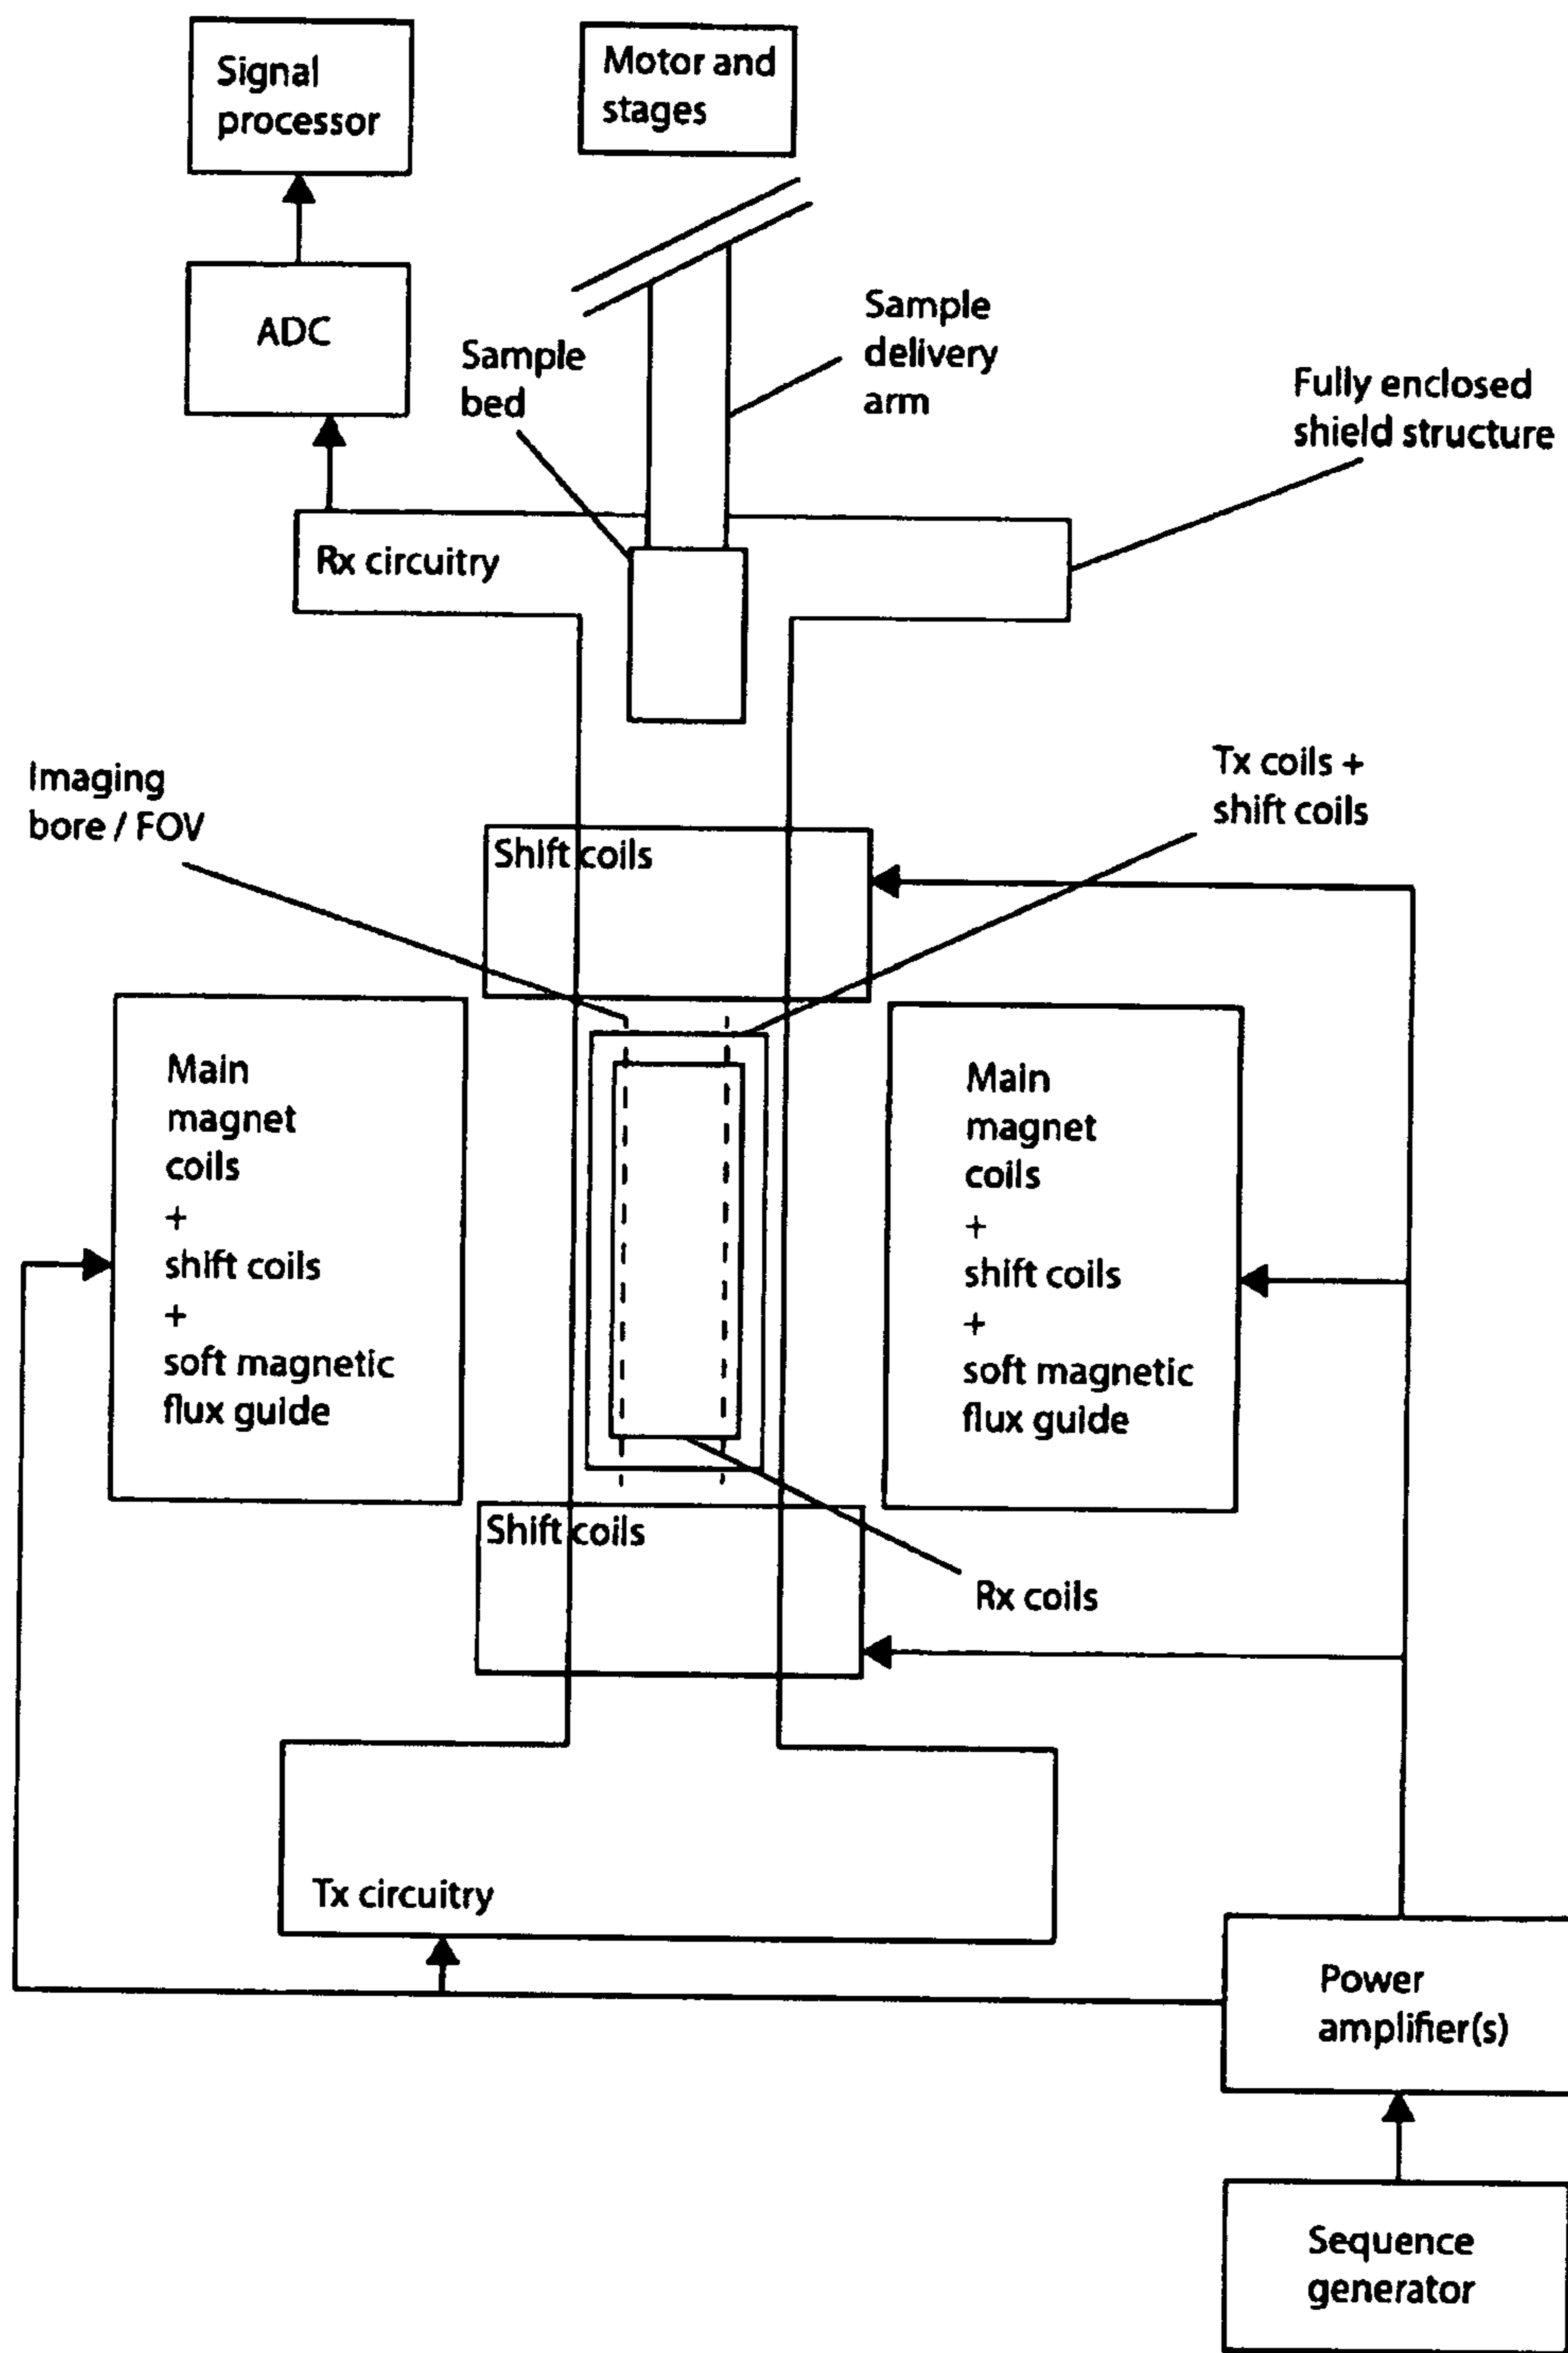 Signal
processor
Motor and
stages
ADC
Sample
bed
Sample
delivery
arm
Fully enclosed
shield structure
Rx circuitry
Imaging
bore / FOV
Tx coils +
shift coils
Shift coils
Main
magnet
coils
+
shift coils
+
soft magnetic
flux guide
Main
magnet
coils
+
shift coils
+
soft magnetic
flux guide
Shift coils
Rx coils
Tx circuitry
Power
amplifier(s)
Sequence
generator